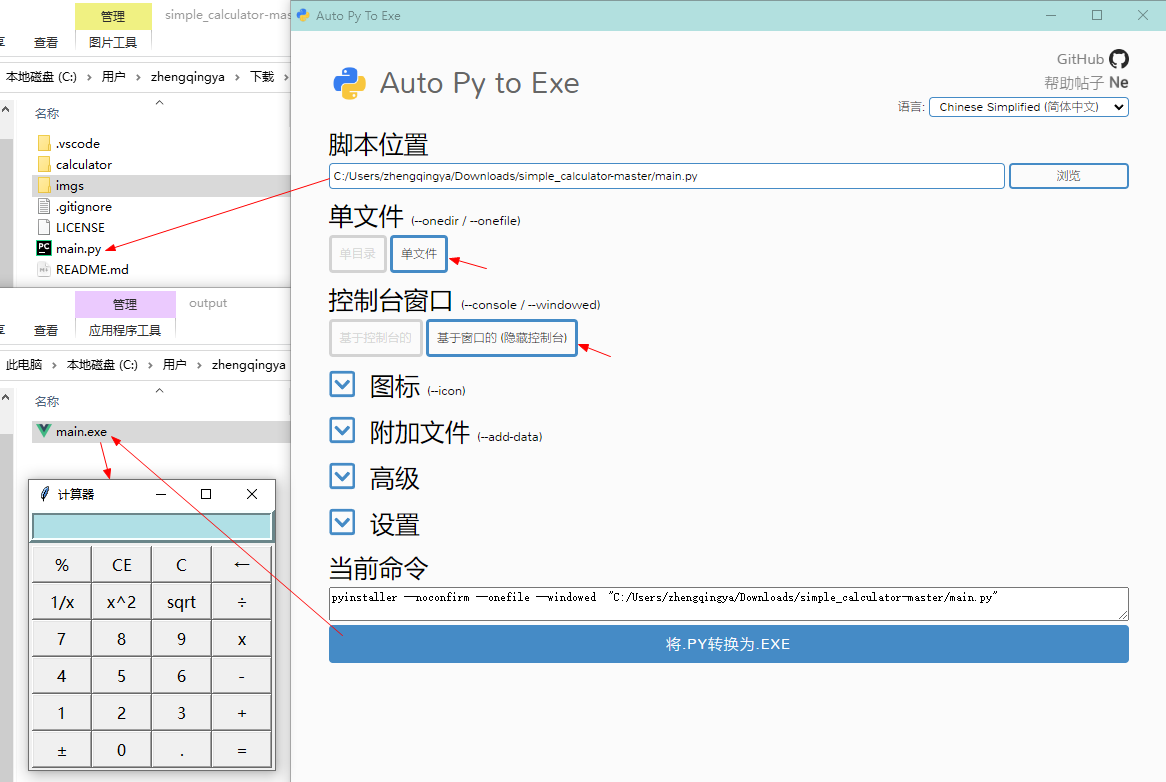 管理
simple_calculator-mas
享
查看
图片工具
本地磁盘 (C:) › 用户 › zhengqingya › 下载 ›
名称
.vscode
calculator
imgs
.gitignore
LICENSE
PC
main.py
README.md
管理
output
享
查看
应用程序工具
此电脑 › 本地磁盘 (C:) › 用户 › zhengqingya
名称
main.exe
计算器
% CE C ←
1/x x^2 sqrt ÷
7 8 9 x
4 5 6 -
1 2 3 +
± 0 . =
Auto Py To Exe
GitHub
Auto Py to Exe
帮助帖子 Ne
语言: Chinese Simplified (简体中文)
脚本位置
C:/Users/zhengqingya/Downloads/simple_calculator-master/main.py
浏览
单文件 (--onedir / --onefile)
单目录 单文件
控制台窗口 (--console / --windowed)
基于控制台的 基于窗口的 (隐藏控制台)
图标 (--icon)
附加文件 (--add-data)
高级
设置
当前命令
pyinstaller --noconfirm --onefile --windowed "C:/Users/zhengqingya/Downloads/simple_calculator-master/main.py"
将.PY转换为.EXE